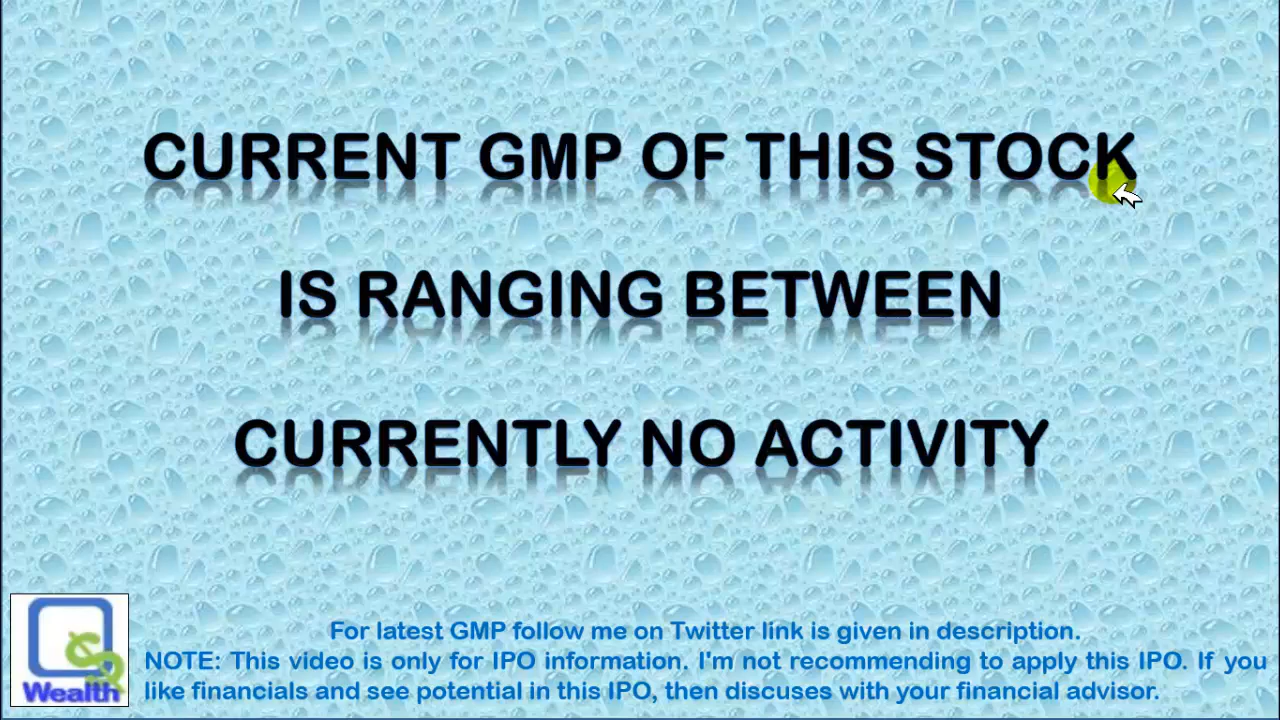 CURRENT GMP OF THIS STOCK
IS RANGING BETWEEN
CURRENTLY NO ACTIVITY
For latest GMP follow me on Twitter link is given in description.
NOTE: This video is only for IPO information. I'm not recommending to apply this IPO. If you
like financials and see potential in this IPO, then discuses with your financial advisor.
Wealth